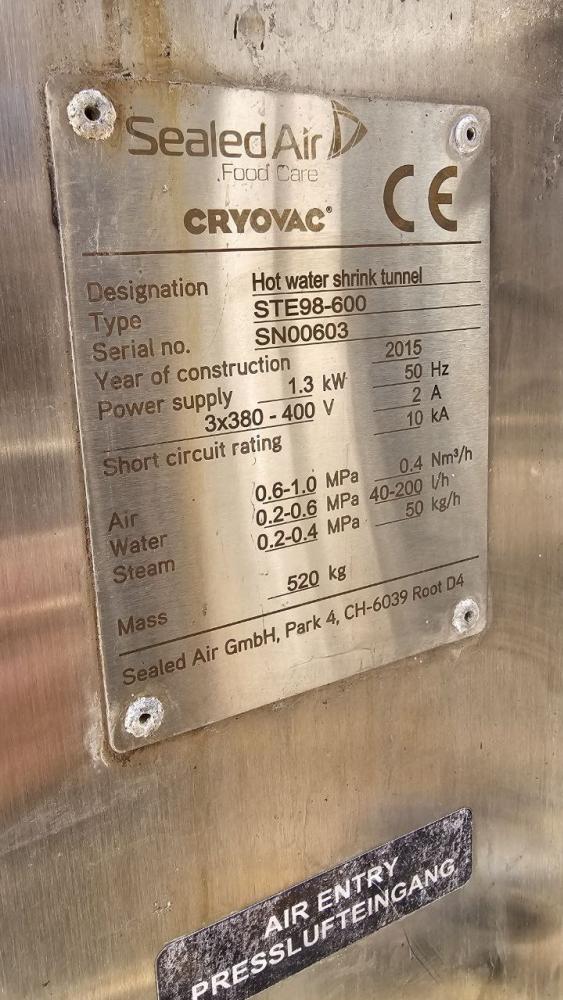 Sealed Air
Food Care
CRYOVAC®
CE
Designation Hot water shrink tunnel
Type STE98-600
Serial no. SN00603
Year of construction 2015
Power supply 1.3 kW 50 Hz
3x380 - 400 V 2 A
Short circuit rating 10 kA
Air 0.6-1.0 MPa 0.4 Nm³/h
Water 0.2-0.6 MPa 40-200 l/h
Steam 0.2-0.4 MPa 50 kg/h
Mass 520 kg
Sealed Air GmbH, Park 4, CH-6039 Root D4
AIR ENTRY
PRESSLUFTEINGANG